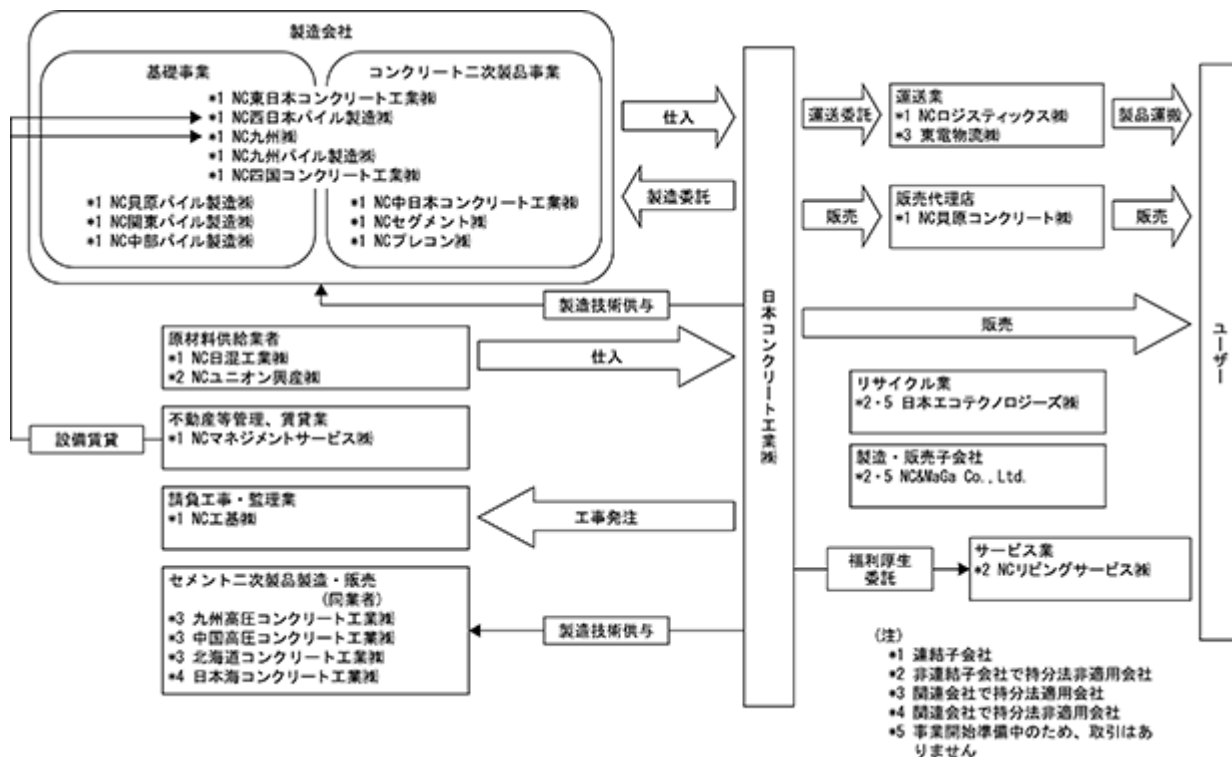 製造会社
基礎事業
コンクリート二次製品事業
*1 NC東日本コンクリート工業㈱
*1 NC西日本パイル製造㈱
*1 NC九州㈱
*1 NC九州パイル製造㈱
*1 NC四国コンクリート工業㈱
*1 NC貝原パイル製造㈱
*1 NC関東パイル製造㈱
*1 NC中部パイル製造㈱
*1 NC中日本コンクリート工業㈱
*1 NCセグメント㈱
*1 NCプレコン㈱
仕入
製造委託
製造技術供与
原材料供給業者
*1 NC日混工業㈱
*2 NCユニオン興産㈱
仕入
不動産等管理、賃貸業
*1 NCマネジメントサービス㈱
設備賃貸
請負工事・監理業
*1 NC工基㈱
工事発注
セメント二次製品製造・販売
(同業者)
*3 九州高圧コンクリート工業㈱
*3 中国高圧コンクリート工業㈱
*3 北海道コンクリート工業㈱
*4 日本海コンクリート工業㈱
製造技術供与
日本コンクリート工業㈱
運送委託
運送業
*1 NCロジスティックス㈱
*3 東電物流㈱
製品運搬
販売
販売代理店
*1 NC貝原コンクリート㈱
販売
販売
リサイクル業
*2・5 日本エコテクノロジーズ㈱
製造・販売子会社
*2・5 NC&NaGa Co.,Ltd.
福利厚生
委託
サービス業
*2 NCリビングサービス㈱
ユーザー
(注)
*1 連結子会社
*2 非連結子会社で持分法非適用会社
*3 関連会社で持分法適用会社
*4 関連会社で持分法非適用会社
*5 事業開始準備中のため、取引はあ
りません